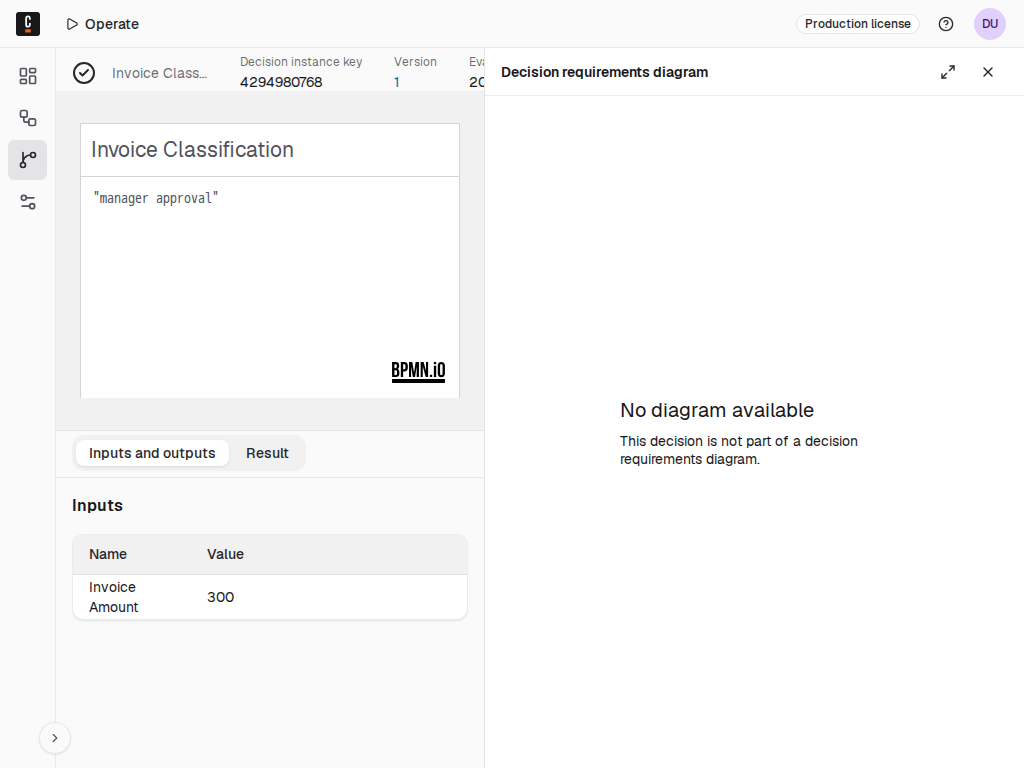 Operate
Production license
DU
Invoice Class...
Decision instance key
4294980768
Version
1
Eva
20
Decision requirements diagram
Invoice Classification
"manager approval"
BPMN.iO
Inputs and outputs
Result
Inputs
Name
Value
Invoice
Amount
300
No diagram available
This decision is not part of a decision
requirements diagram.